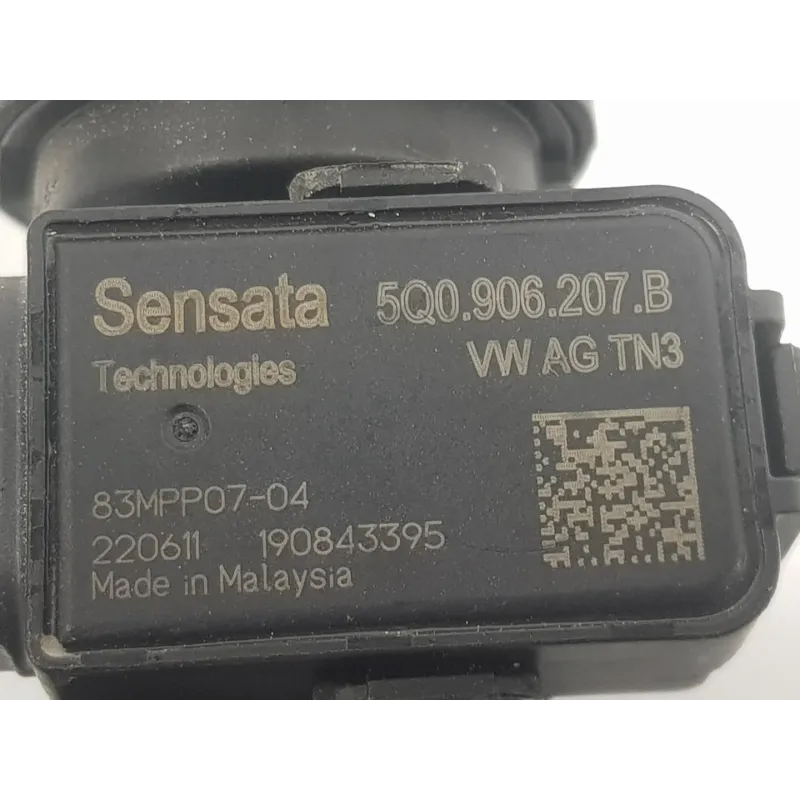 Sensata 5Q0.906.207.B
Technologies VW AG TN3
83MPP07-04
220611 190843395
Made in Malaysia